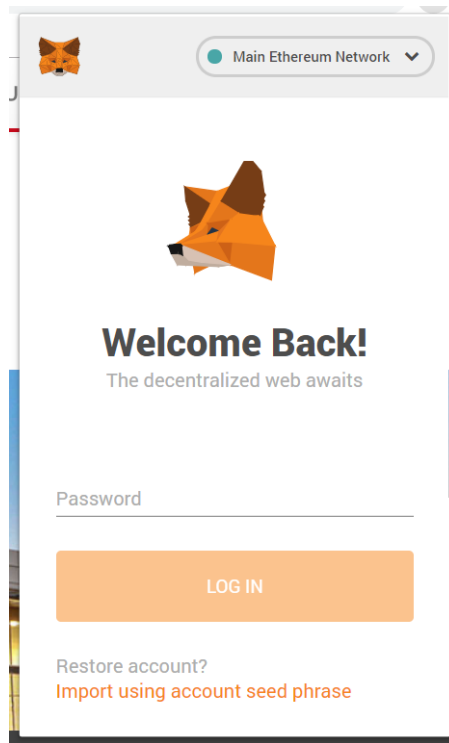 Main Ethereum Network
Welcome Back!
The decentralized web awaits
Password
LOG IN
Restore account?
Import using account seed phrase